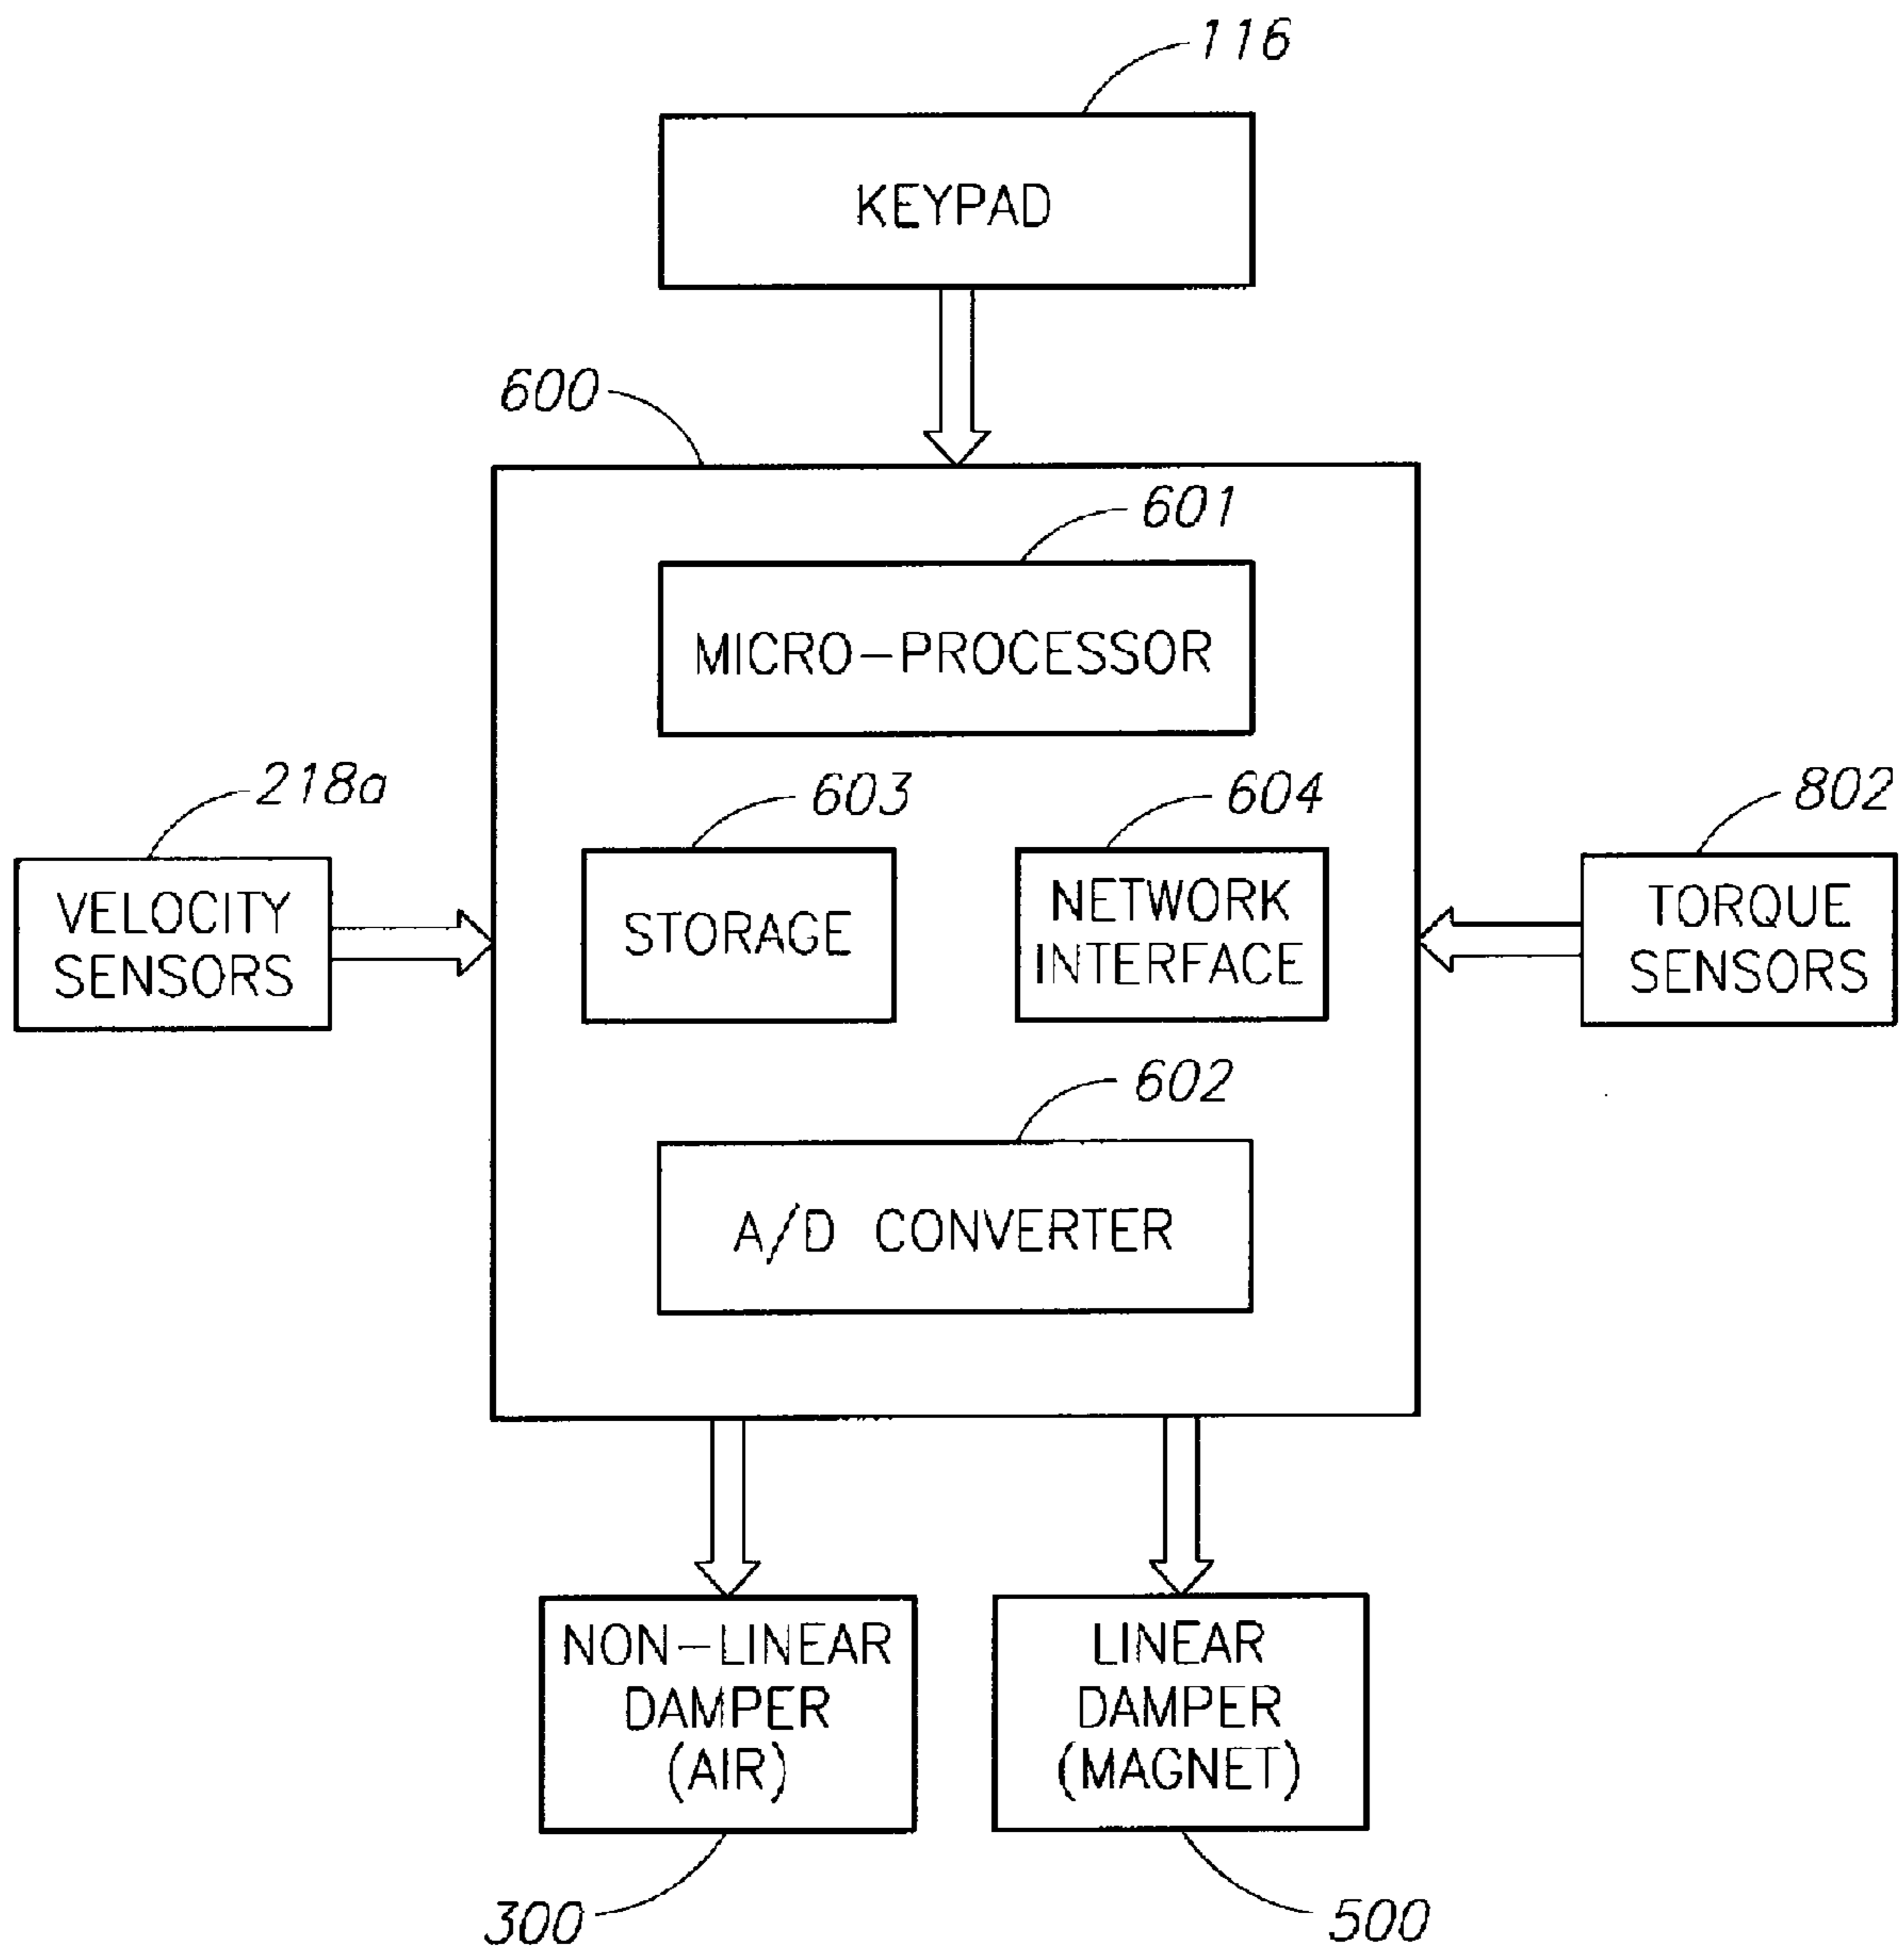 116
KEYPAD
600
601
MICRO-PROCESSOR
218a
603
604
802
VELOCITY
SENSORS
STORAGE
NETWORK
INTERFACE
TORQUE
SENSORS
602
A/D CONVERTER
NON-LINEAR
DAMPER
(AIR)
LINEAR
DAMPER
(MAGNET)
300
500